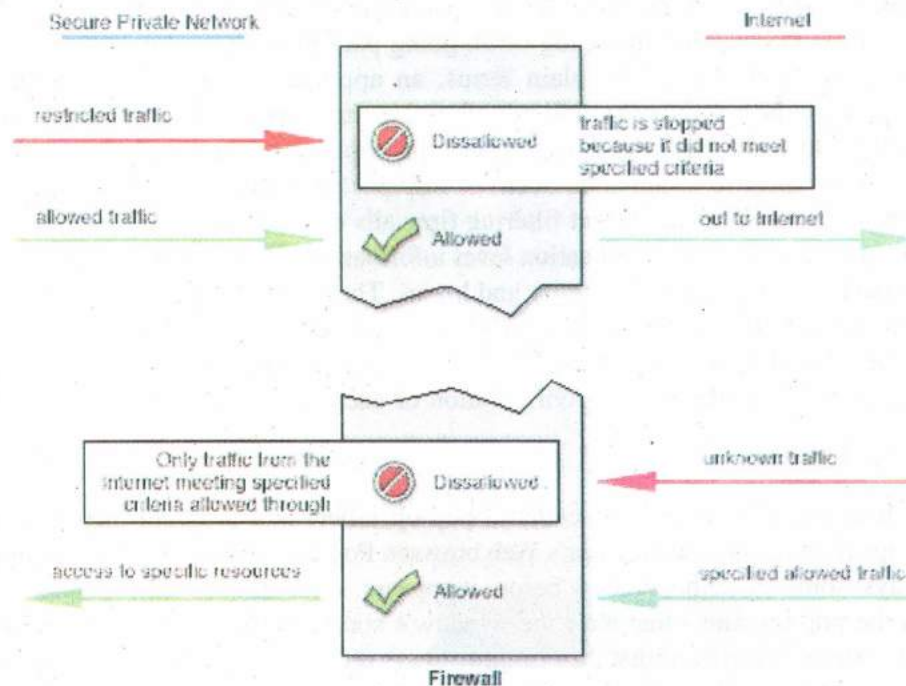 Secure Private Network
Internet
restricted traffic
Dissallowed
traffic is stopped
because it did not meet
specified criteria
allowed traffic
Allowed
out to Internet
Only traffic from the
Internet meeting specified
criteria allowed through
Dissallowed
unknown traffic
access to specific resources
Allowed
specified allowed traffic
Firewall